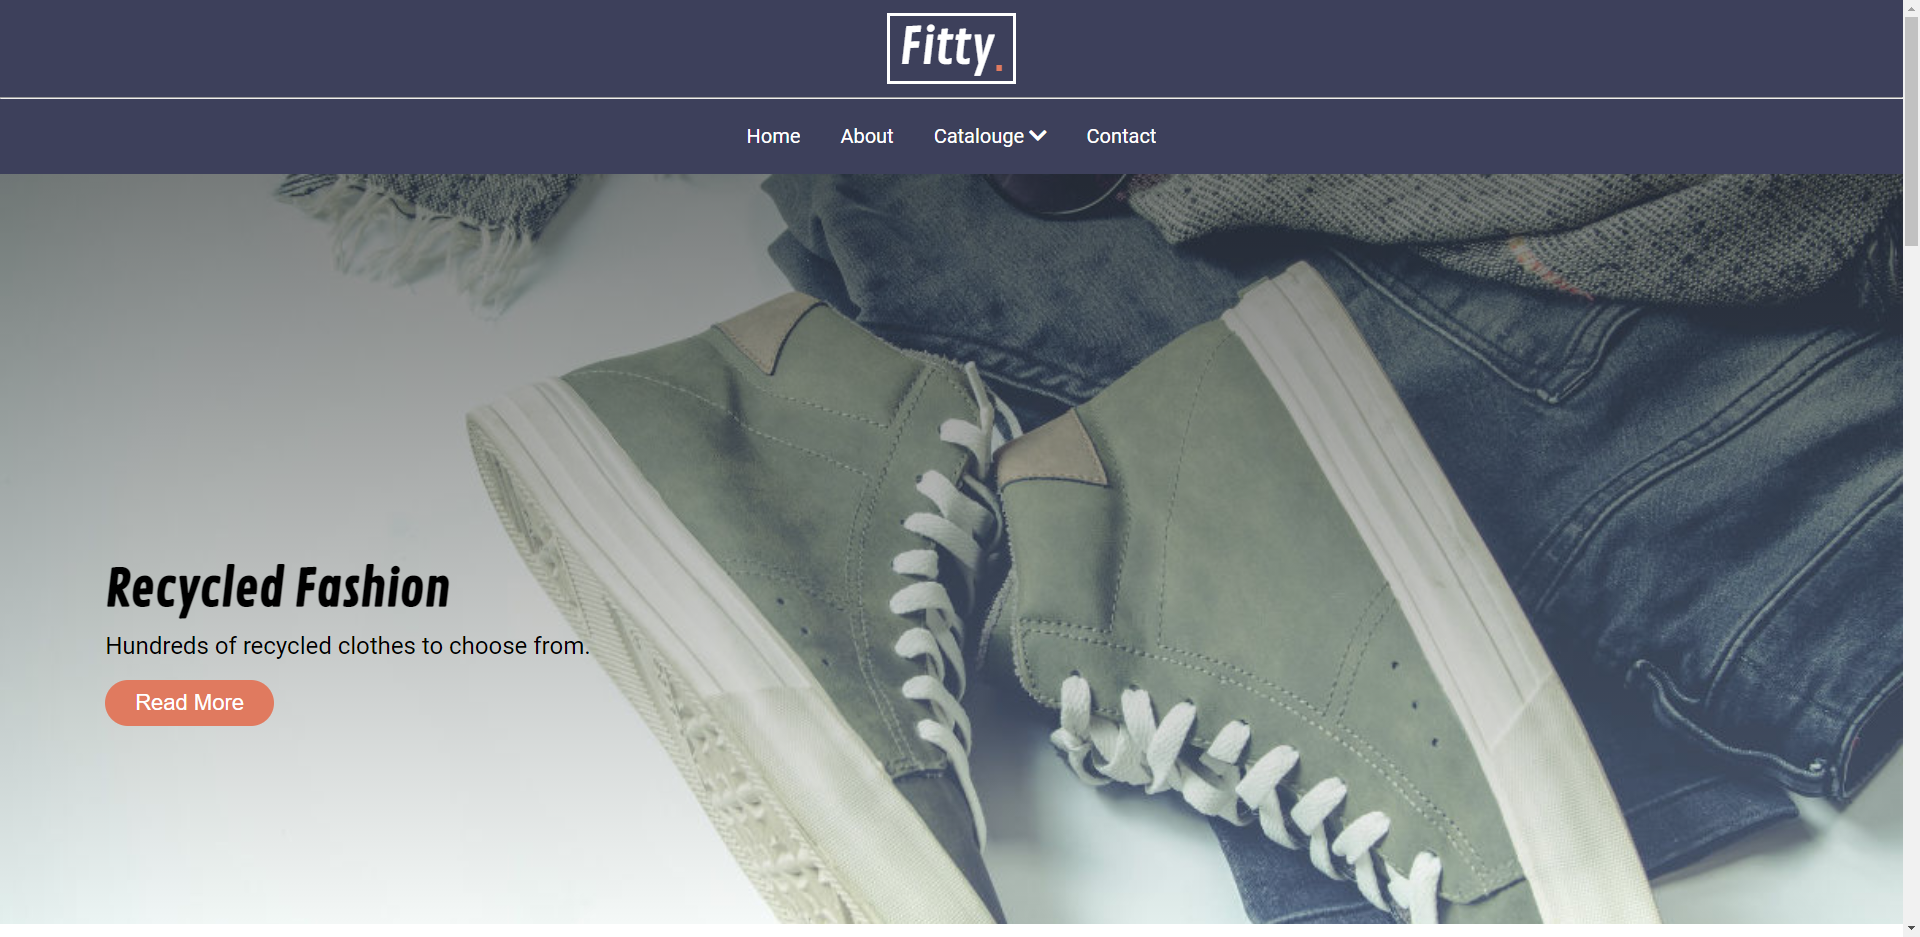 Fitty.
Home About Catalouge Contact
Recycled Fashion
Hundreds of recycled clothes to choose from.
Read More